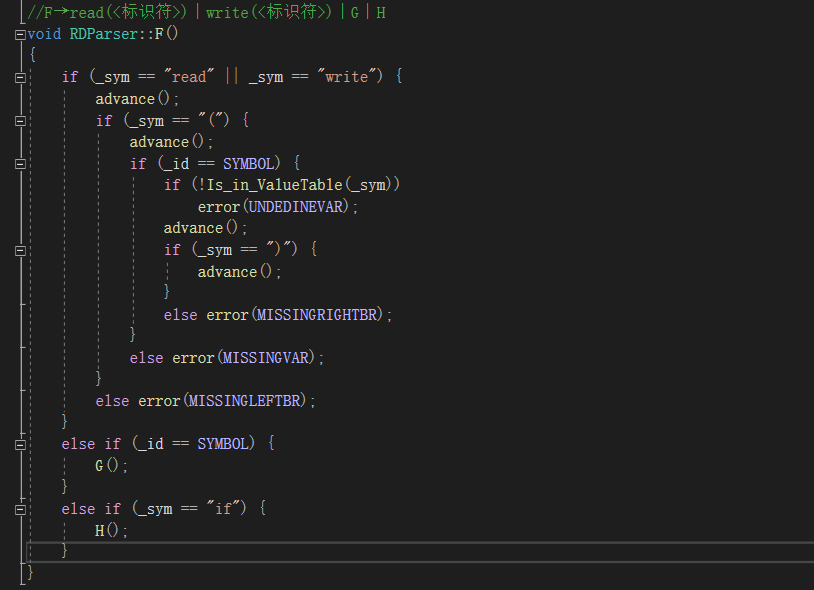 //F→read(<标识符>)｜write(<标识符>)｜G｜H
void RDParser::F()
{
    if (_sym == "read" || _sym == "write") {
        advance();
        if (_sym == "(") {
            advance();
            if (_id == SYMBOL) {
                if (!Is_in_ValueTable(_sym))
                    error(UNDEDINEVAR);
                advance();
                if (_sym == ")") {
                    advance();
                }
                else error(MISSINGRIGHTBR);
            }
            else error(MISSINGVAR);
        }
        else error(MISSINGLEFTBR);
    }
    else if (_id == SYMBOL) {
        G();
    }
    else if (_sym == "if") {
        H();
    }
}